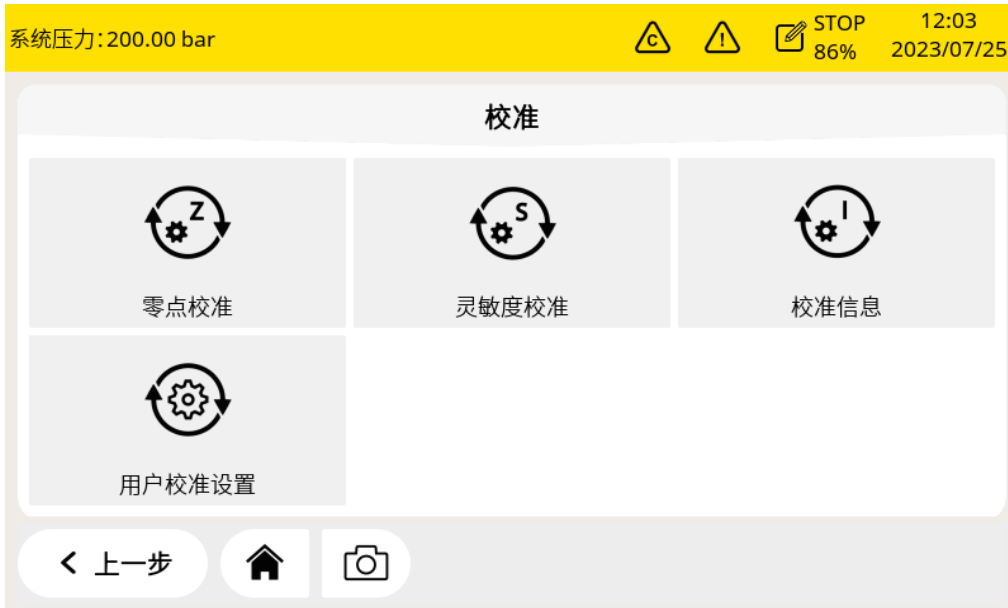 系统压力:200.00 bar
C
!
STOP
86%
12:03
2023/07/25
校准
Z
S
I
零点校准
灵敏度校准
校准信息
用户校准设置
上一步